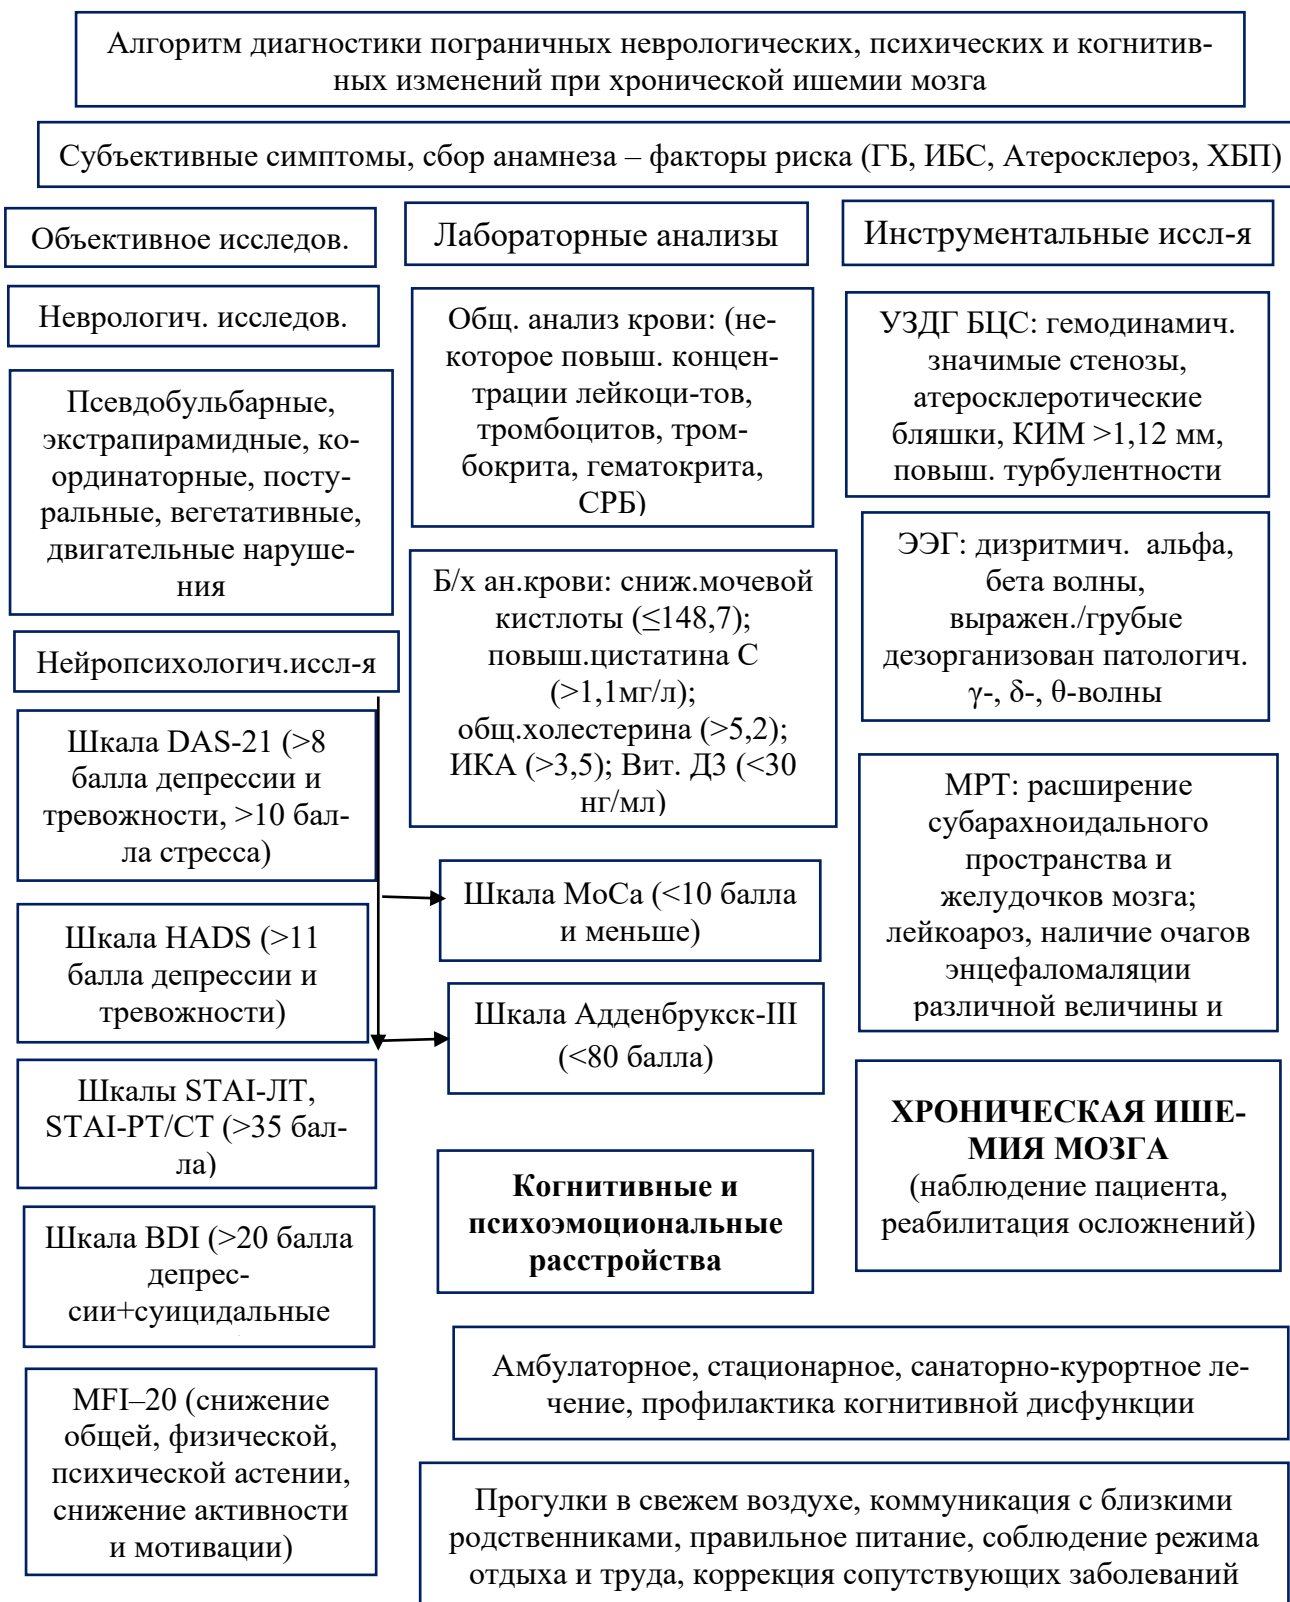 Алгоритм диагностики пограничных неврологических, психических и когнитив-
ных изменений при хронической ишемии мозга
Субъективные симптомы, сбор анамнеза – факторы риска (ГБ, ИБС, Атеросклероз, ХБП)
Объективное исследов.
Неврологич. исследов.
Псевдобульбарные,
экстрапирамидные, ко-
ординаторные, посту-
ральные, вегетативные,
двигательные наруше-
ния
Нейропсихологич.иссл-я
Шкала DAS-21 (>8
балла депрессии и
тревожности, >10 бал-
ла стресса)
Шкала HADS (>11
балла депрессии и
тревожности)
Шкалы STAI-ЛТ,
STAI-РТ/СТ (>35 бал-
ла)
Шкала BDI (>20 балла
депрес-
сии+суицидальные
MFI–20 (снижение
общей, физической,
психической астении,
снижение активности
и мотивации)
Лабораторные анализы
Общ. анализ крови: (не-
которое повыш. концен-
трации лейкоци-тов,
тромбоцитов, тром-
бокрита, гематокрита,
СРБ)
Б/х ан.крови: сниж.мочевой
кистлоты (≤148,7);
повыш.цистатина С
(>1,1мг/л);
общ.холестерина (>5,2);
ИКА (>3,5); Вит. Д3 (<30
нг/мл)
Шкала МоСа (<10 балла
и меньше)
Шкала Адденбрукск-III
(<80 балла)
Когнитивные и
психоэмоциональные
расстройства
Инструментальные иссл-я
УЗДГ БЦС: гемодинамич.
значимые стенозы,
атеросклеротические
бляшки, КИМ >1,12 мм,
повыш. турбулентности
ЭЭГ: дизритмич. альфа,
бета волны,
выражен./грубые
дезорганизован патологич.
γ-, δ-, θ-волны
МРТ: расширение
субарахноидального
пространства и
желудочков мозга;
лейкоароз, наличие очагов
энцефаломаляции
различной величины и
ХРОНИЧЕСКАЯ ИШЕ-
МИЯ МОЗГА
(наблюдение пациента,
реабилитация осложнений)
Амбулаторное, стационарное, санаторно-курортное ле-
чение, профилактика когнитивной дисфункции
Прогулки в свежем воздухе, коммуникация с близкими
родственниками, правильное питание, соблюдение режима
отдыха и труда, коррекция сопутствующих заболеваний